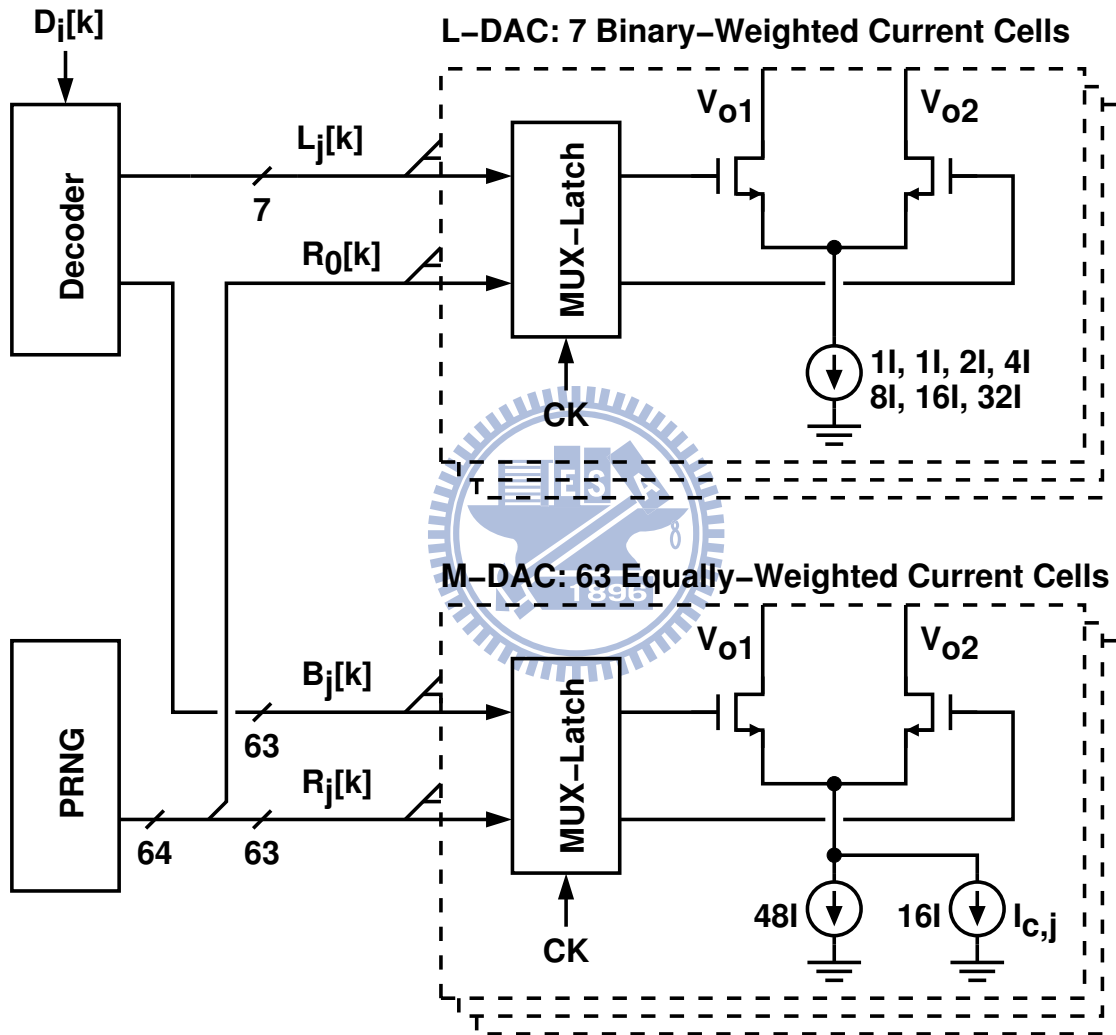 Di[k]
L−DAC: 7 Binary−Weighted Current Cells
Decoder
Lj[k]
7
R0[k]
MUX−Latch
CK
Vo1
Vo2
1I, 1I, 2I, 4I
8I, 16I, 32I
ES
1896
M−DAC: 63 Equally−Weighted Current Cells
PRNG
64
Bj[k]
63
Rj[k]
63
MUX−Latch
CK
Vo1
Vo2
48I
16I
Ic,j